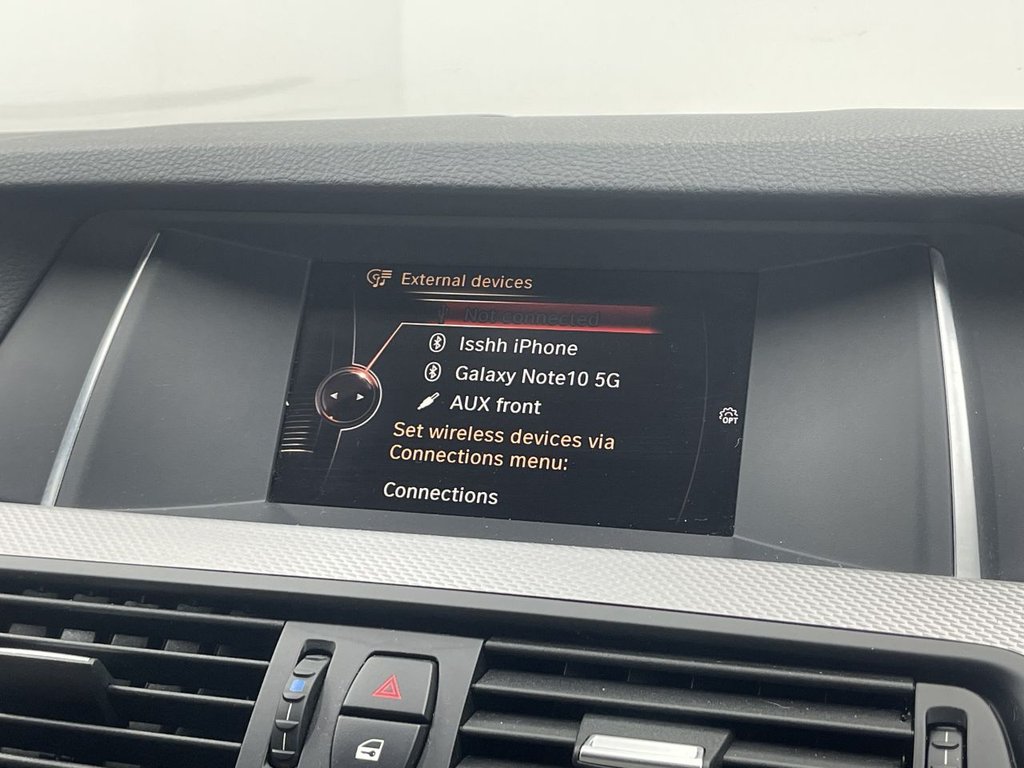 External devices
Not connected
Isshh iPhone
Galaxy Note10 5G
AUX front
Set wireless devices via
Connections menu:
Connections
OPT